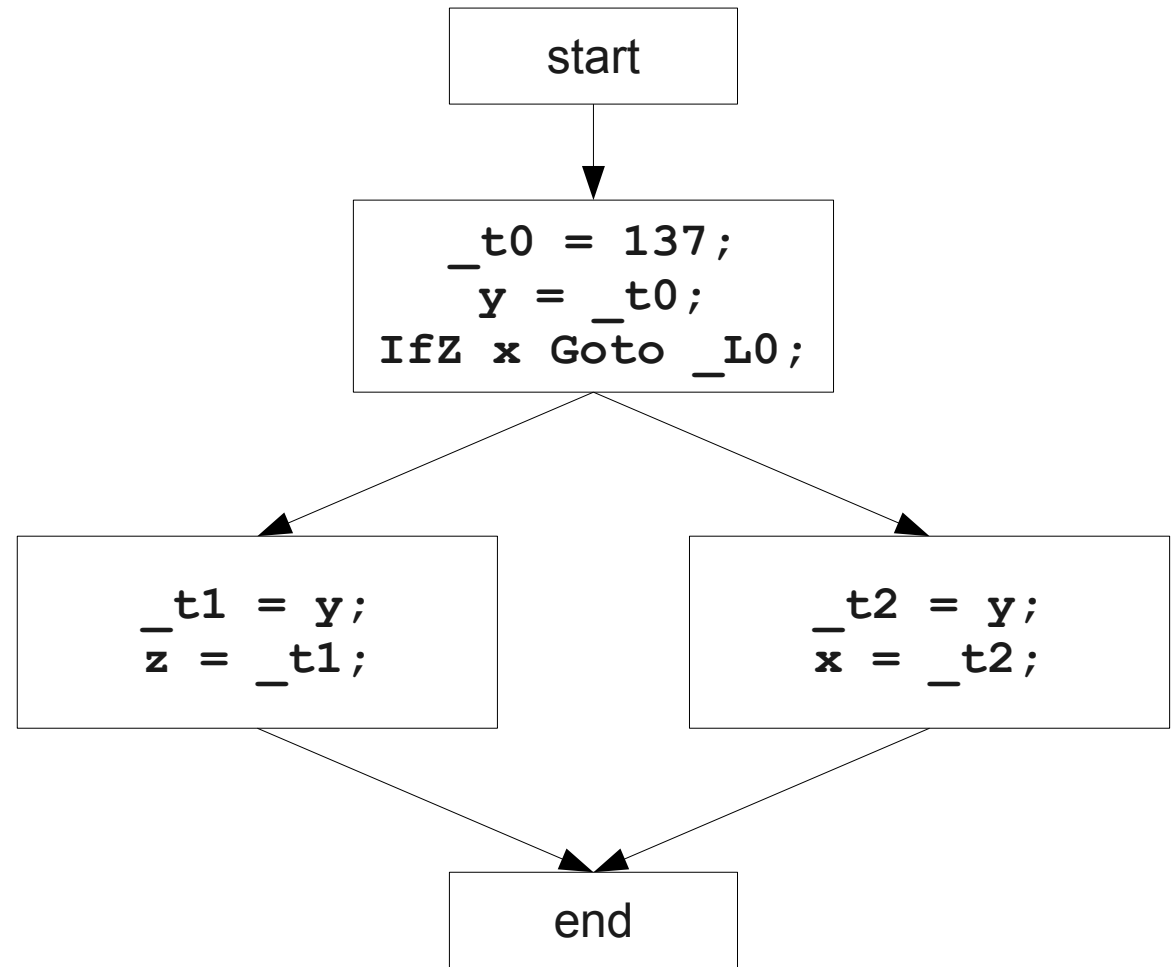 start
_t0 = 137;
y = _t0;
IfZ x Goto _L0;
_t1 = y;
z = _t1;
_t2 = y;
x = _t2;
end